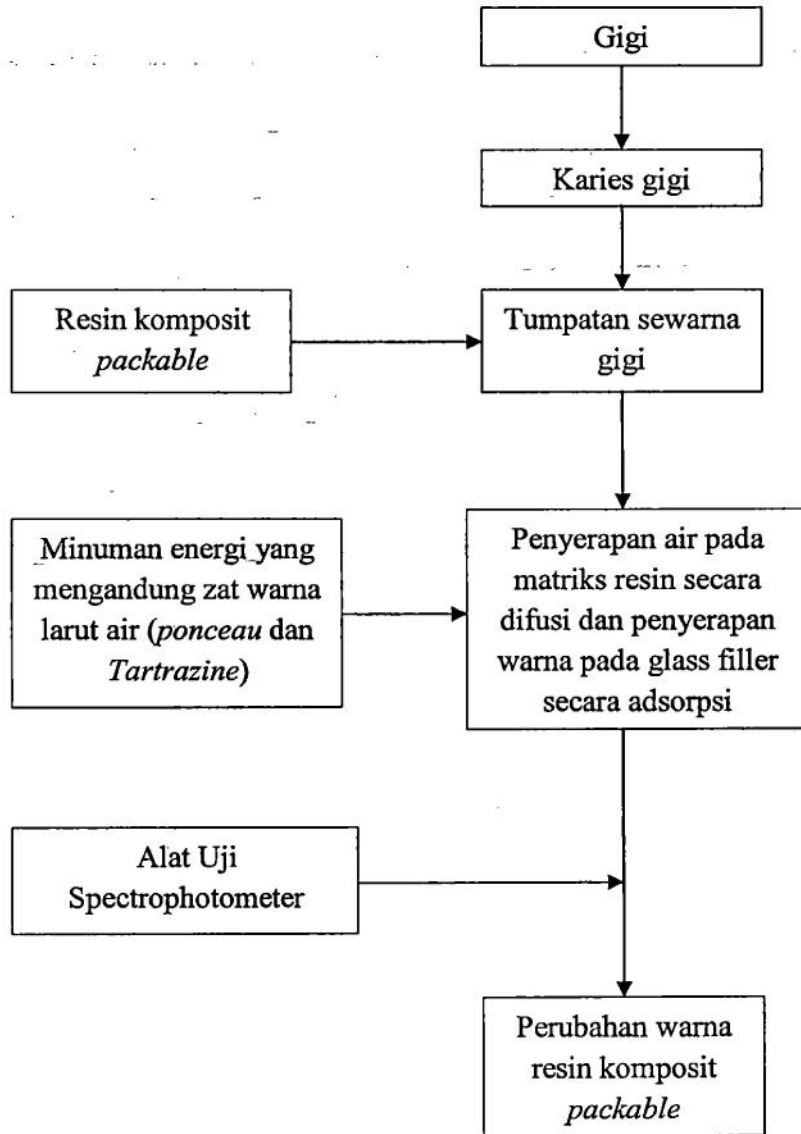 Gigi
Karies gigi
Resin komposit
packable
Tumpatan sewarna
gigi
Minuman energi yang
mengandung zat warna
larut air (ponceau dan
Tartrazine)
Penyerapan air pada
matriks resin secara
difusi dan penyerapan
warna pada glass filler
secara adsorpsi
Alat Uji
Spectrophotometer
Perubahan warna
resin komposit
packable